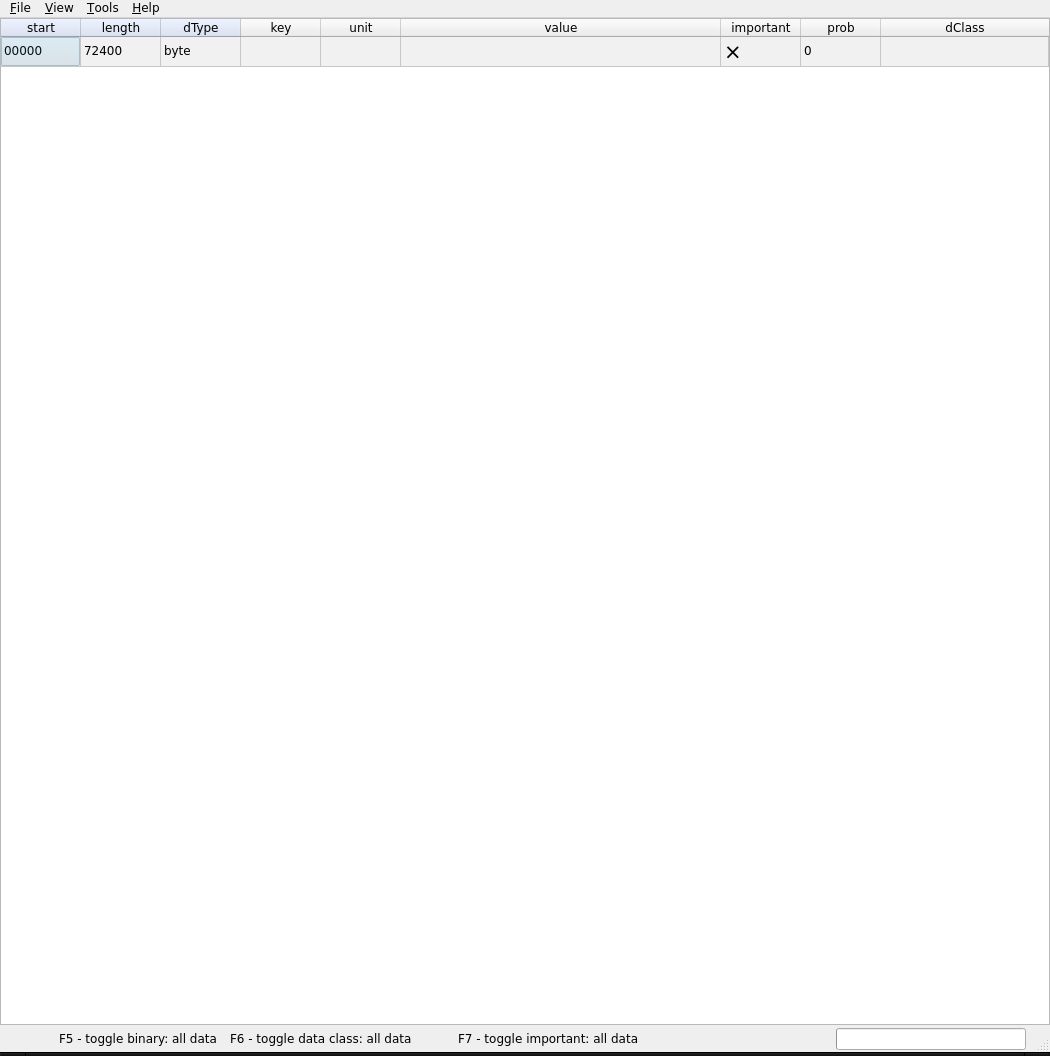 File View Tools Help
start length dType key unit value important prob dClass
00000 72400 byte 0
F5 - toggle binary: all data F6 - toggle data class: all data F7 - toggle important: all data